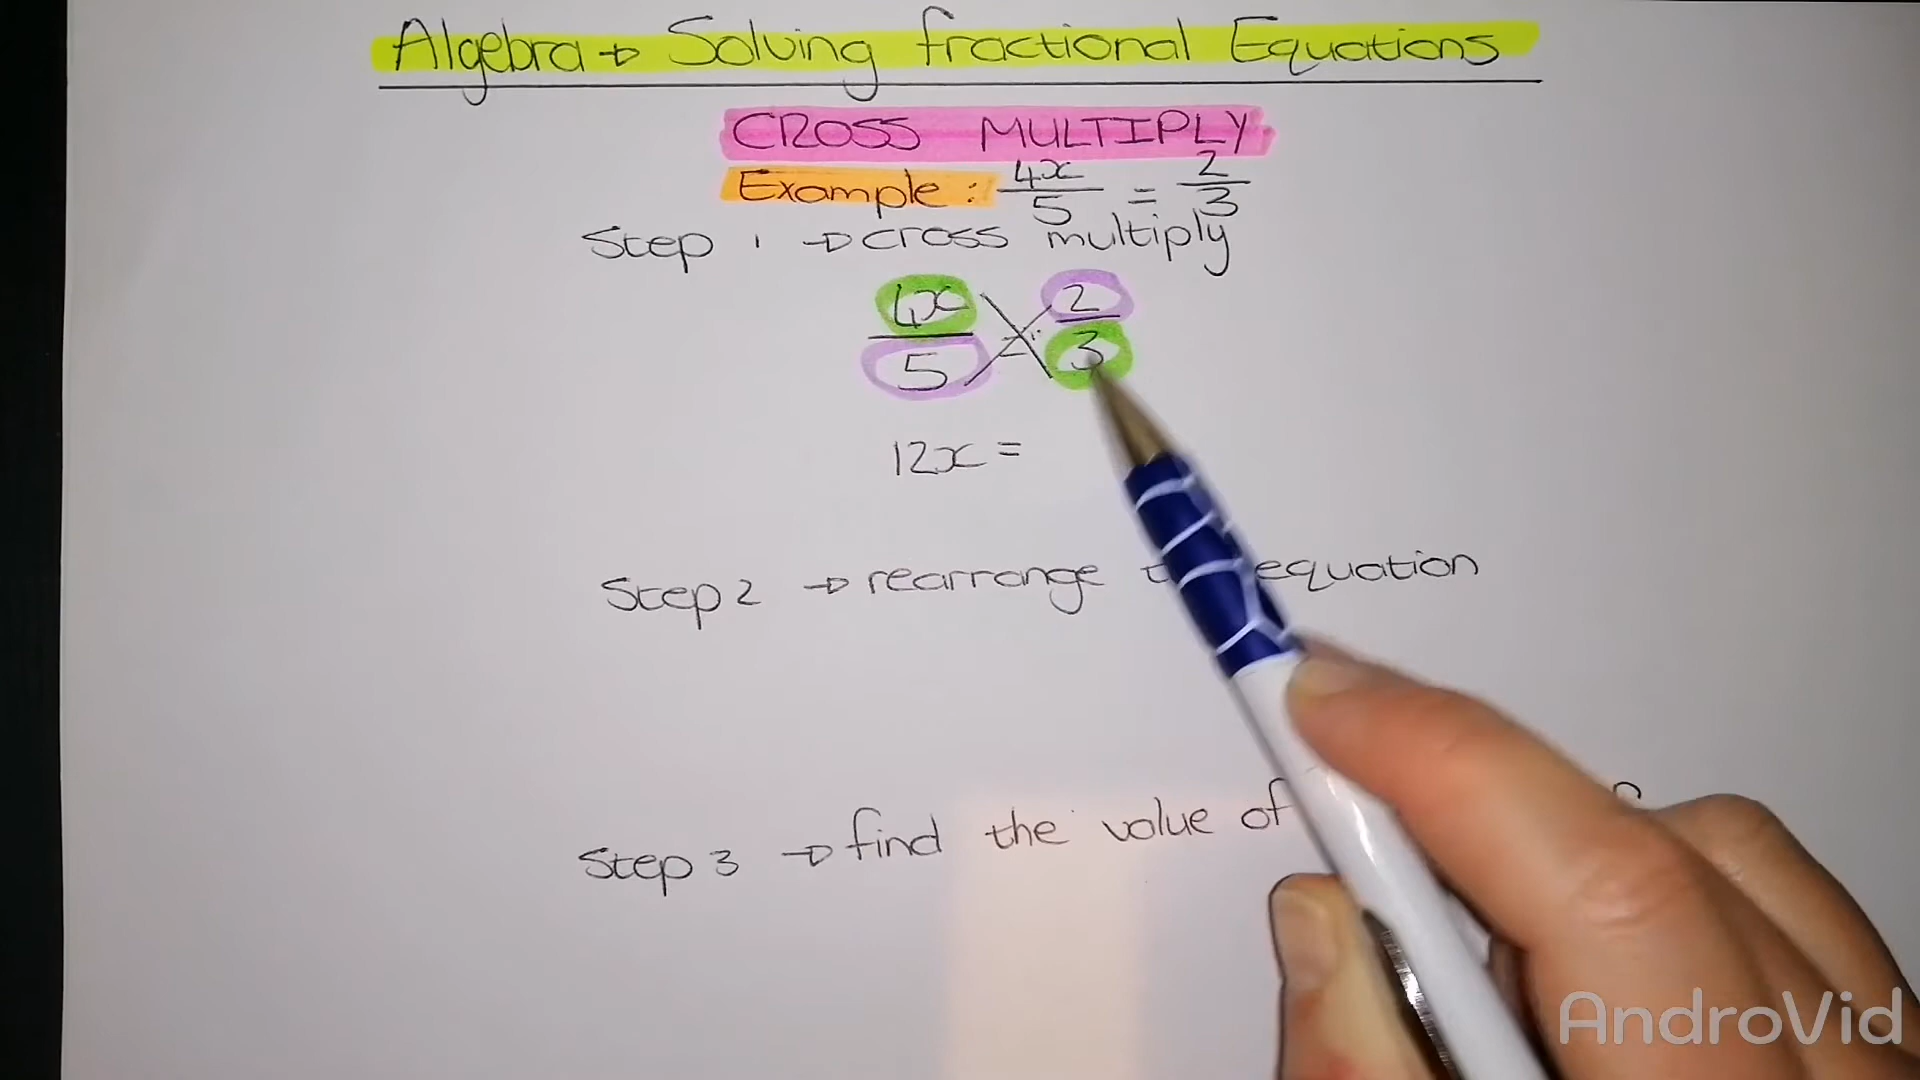 Algebra → Solving fractional Equations
CROSS MULTIPLY
Example: 4x/5 = 2/3
Step 1 → cross multiply
4x/5 = 2/3
12x =
Step 2 → rearrange equation
Step 3 → find the value of
AndroVid